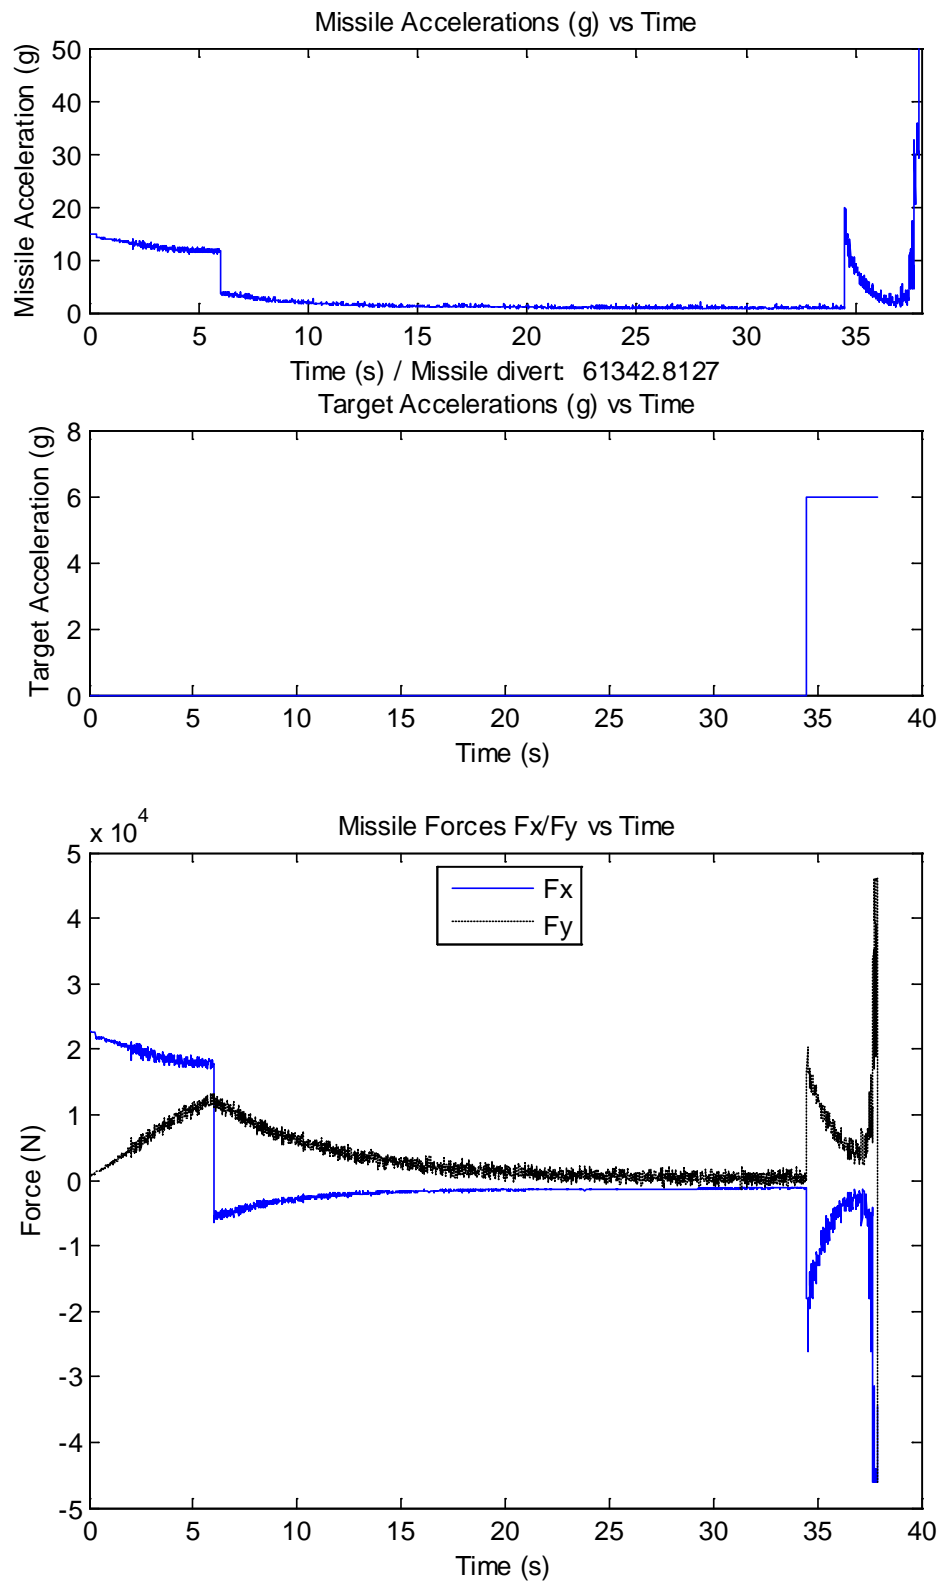 Missile Accelerations (g) vs Time
Missile Acceleration (g)
50
40
30
20
10
0
0 5 10 15 20 25 30 35
Time (s) / Missile divert: 61342.8127
Target Accelerations (g) vs Time
Target Acceleration (g)
8
6
4
2
0
0 5 10 15 20 25 30 35 40
Time (s)
Missile Forces Fx/Fy vs Time
x 10^4
Force (N)
5
4
3
2
1
0
-1
-2
-3
-4
-5
Fx
Fy
0 5 10 15 20 25 30 35 40
Time (s)